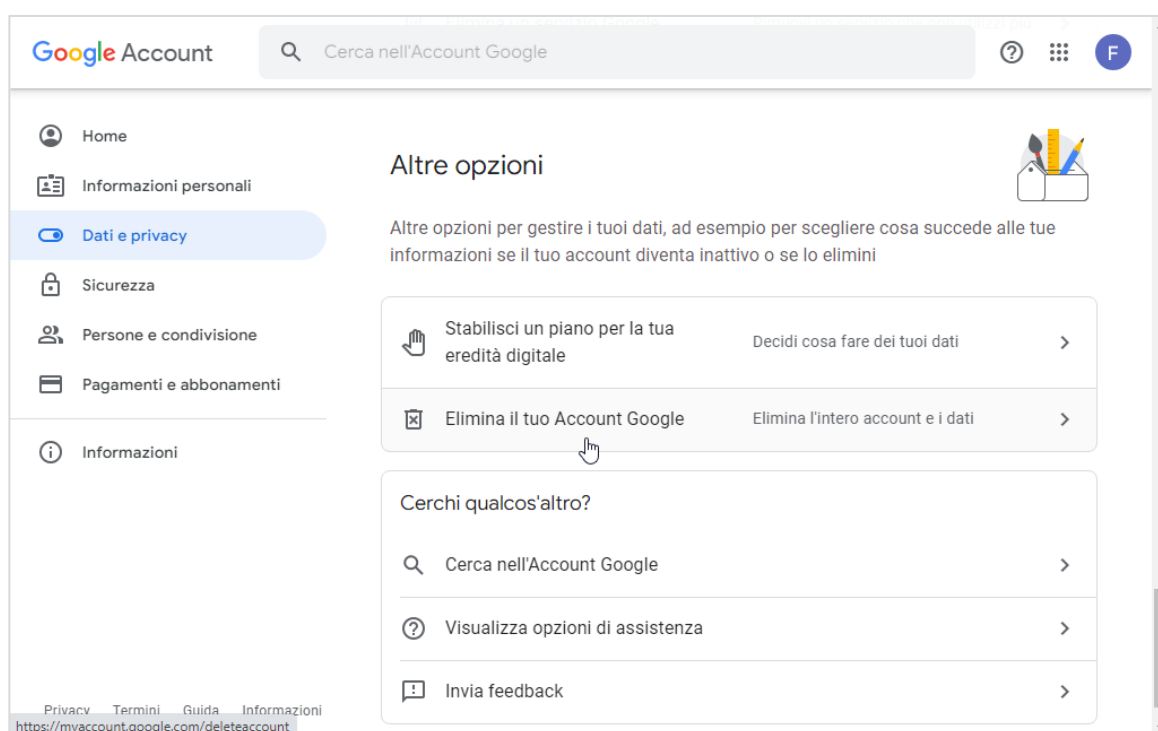 Google Account
Cerca nell'Account Google
F
Home
Informazioni personali
Dati e privacy
Sicurezza
Persone e condivisione
Pagamenti e abbonamenti
Informazioni
Altre opzioni
Altre opzioni per gestire i tuoi dati, ad esempio per scegliere cosa succede alle tue
informazioni se il tuo account diventa inattivo o se lo elimini
Stabilisci un piano per la tua
eredità digitale
Decidi cosa fare dei tuoi dati
Elimina il tuo Account Google
Elimina l'intero account e i dati
Cerchi qualcos'altro?
Cerca nell'Account Google
Visualizza opzioni di assistenza
Invia feedback
Privacy Termini Guida Informazioni
https://myaccount.google.com/deleteaccount